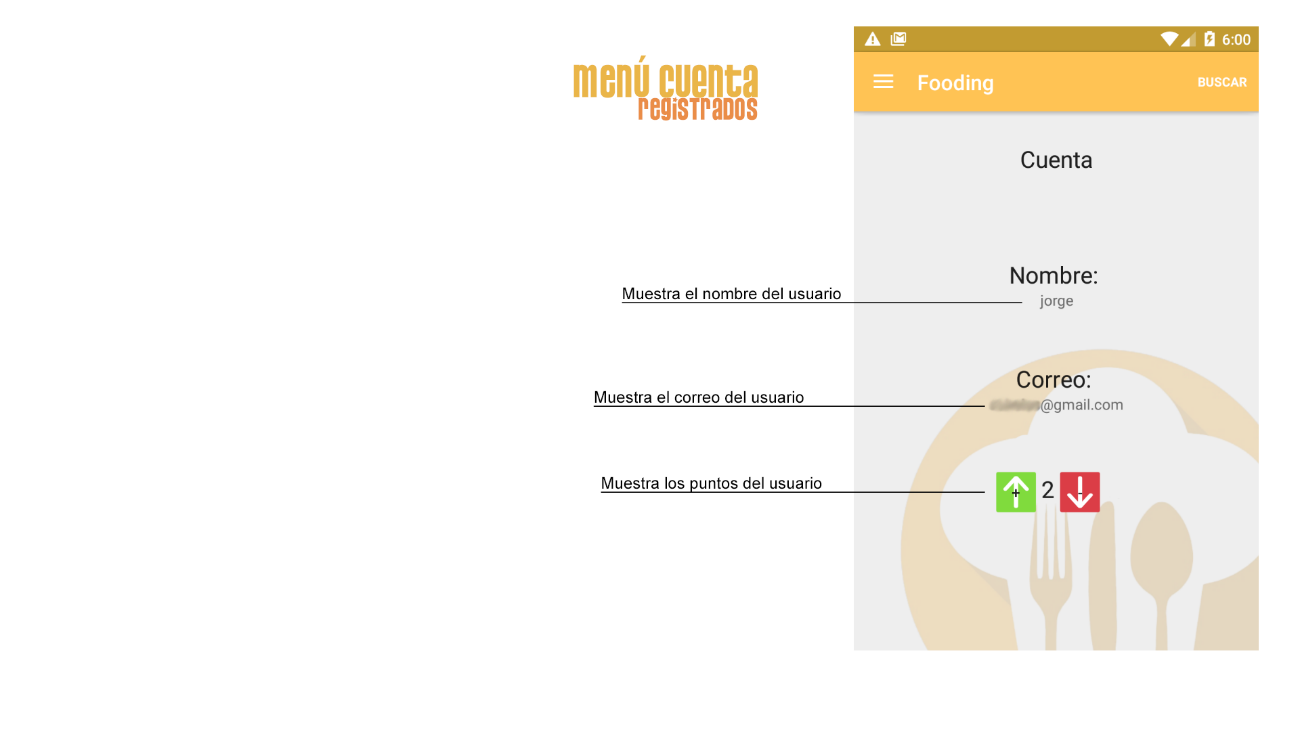 menú cuenta
registrados
6:00
Fooding
BUSCAR
Cuenta
Nombre:
Muestra el nombre del usuario
jorge
Correo:
Muestra el correo del usuario
@gmail.com
Muestra los puntos del usuario
+ 2 -